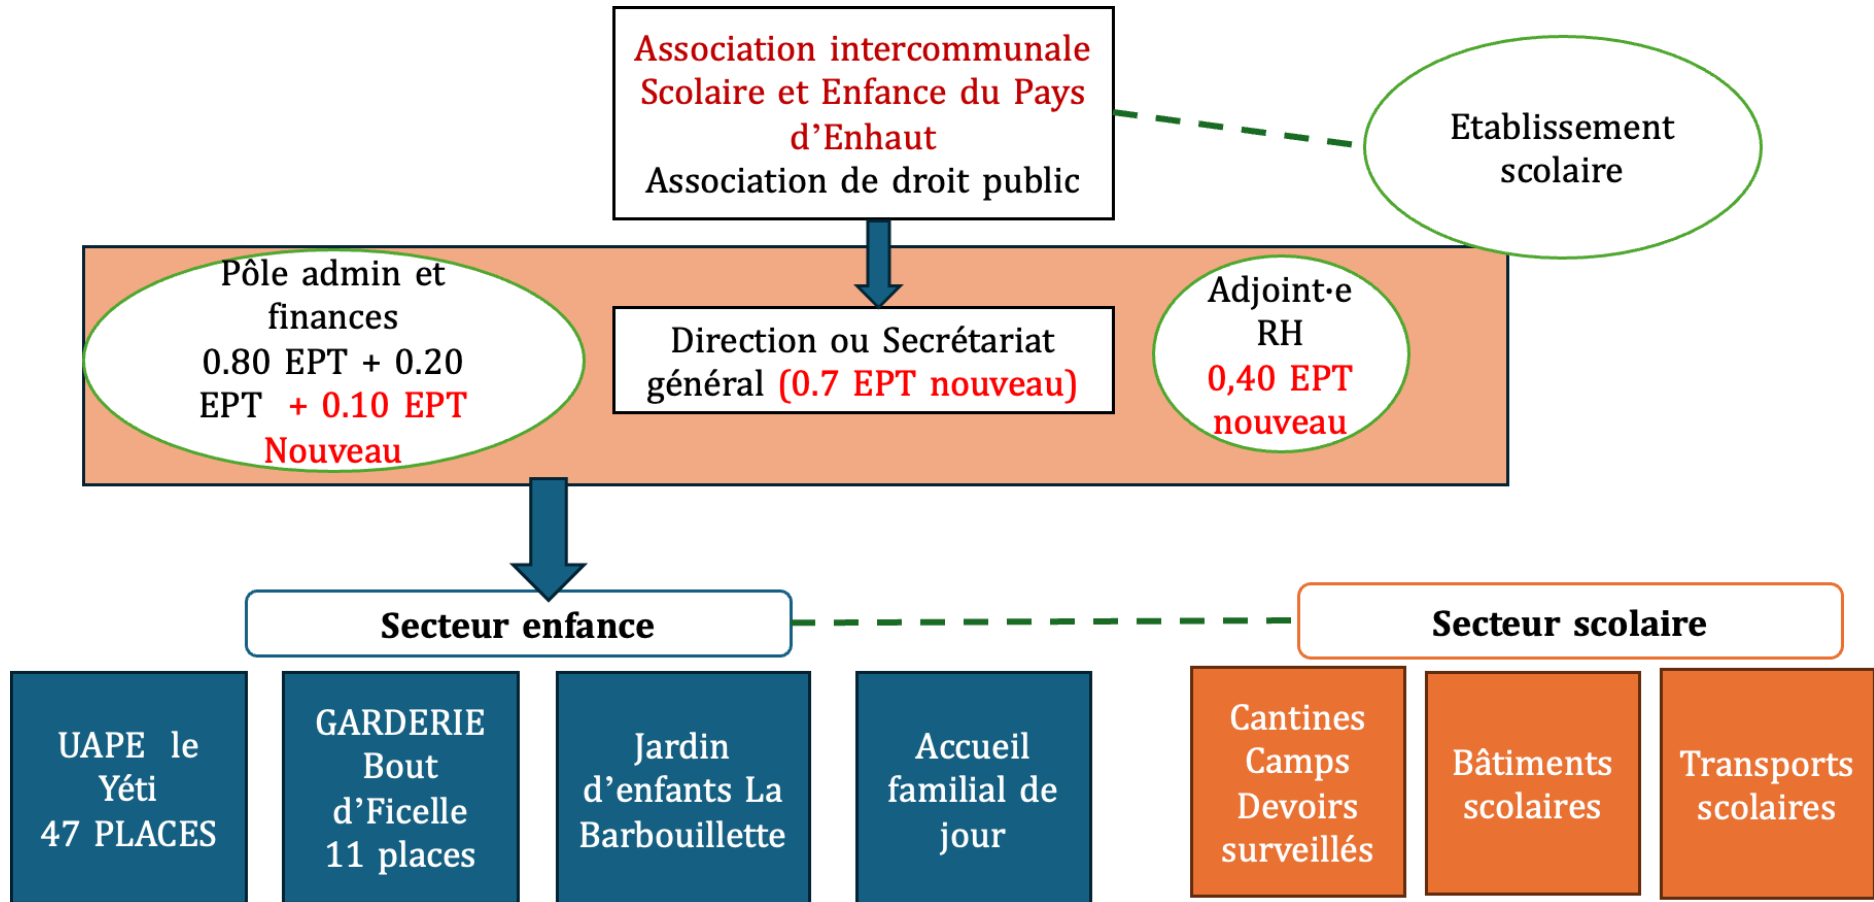 Association intercommunale
Scolaire et Enfance du Pays
d’Enhaut
Association de droit public
Etablissement
scolaire
Pôle admin et
finances
0.80 EPT + 0.20
EPT + 0.10 EPT
Nouveau
Direction ou Secrétariat
général (0.7 EPT nouveau)
Adjoint·e
RH
0,40 EPT
nouveau
Secteur enfance
Secteur scolaire
UAPE le
Yéti
47 PLACES
GARDERIE
Bout
d’Ficelle
11 places
Jardin
d’enfants La
Barbouillette
Accueil
familial de
jour
Cantines
Camps
Devoirs
surveillés
Bâtiments
scolaires
Transports
scolaires